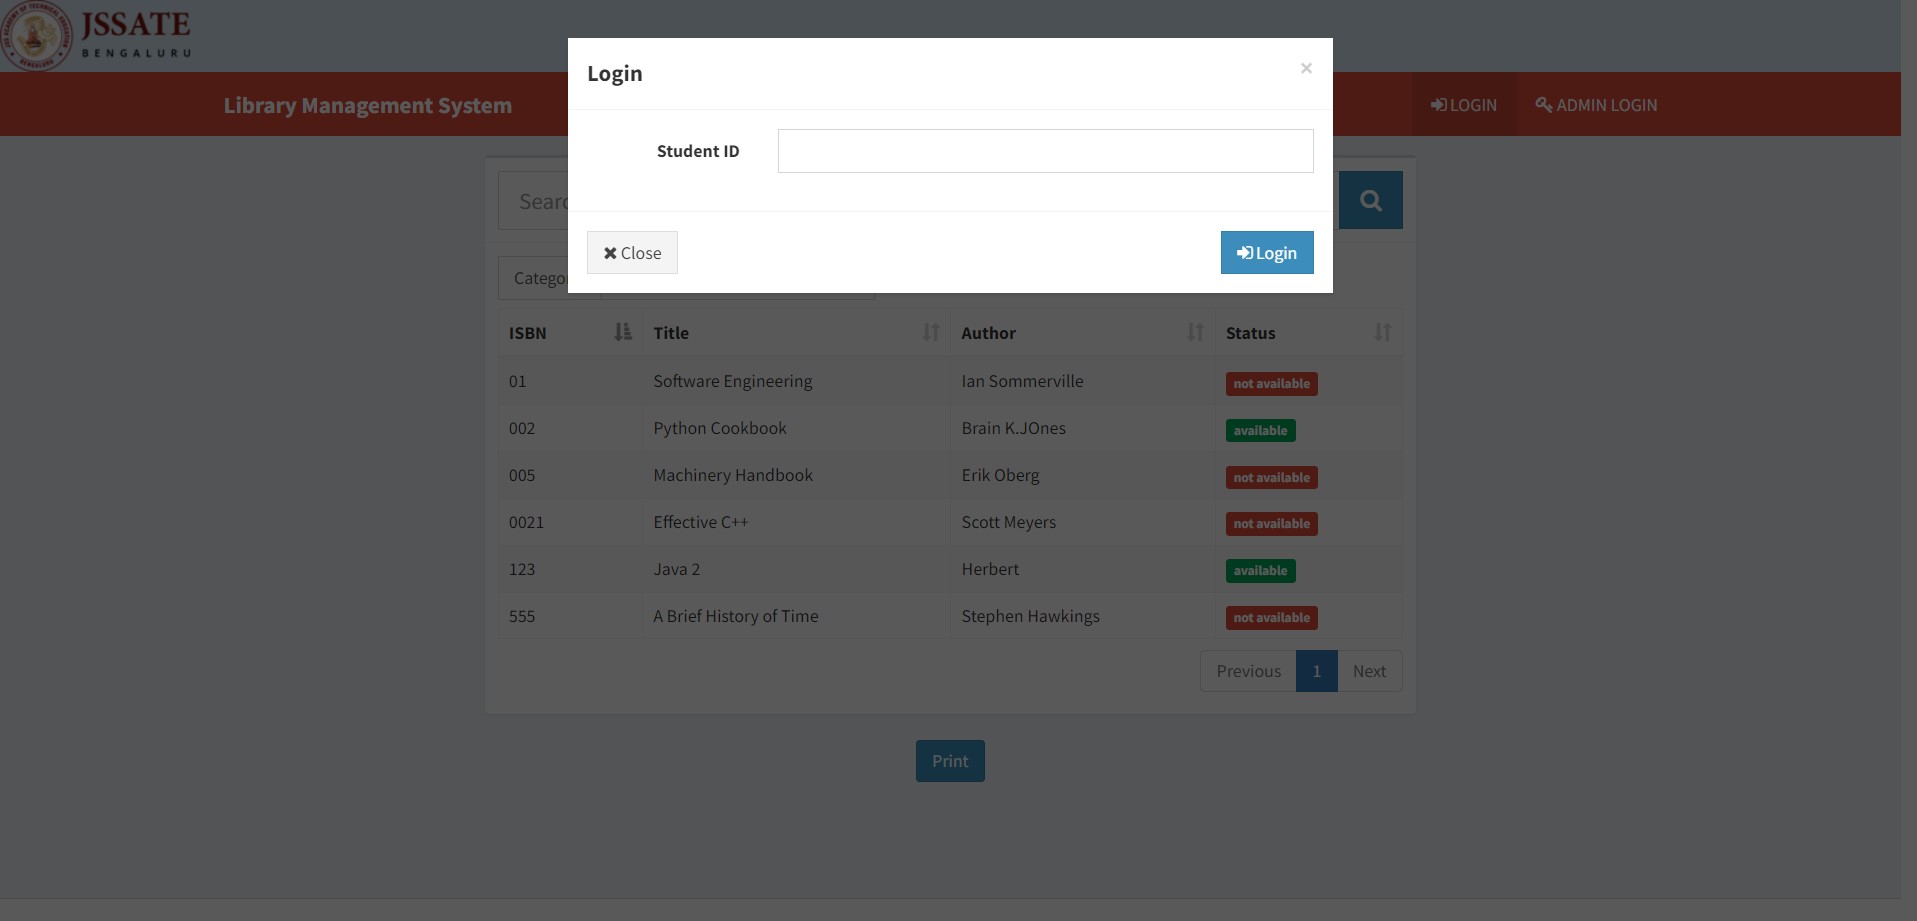 JSSATE
BENGALURU
Login ×
Library Management System LOGIN ADMIN LOGIN
Student ID
Close Login
ISBN Title Author Status
01 Software Engineering Ian Sommerville not available
002 Python Cookbook Brain K.JOnes available
005 Machinery Handbook Erik Oberg not available
0021 Effective C++ Scott Meyers not available
123 Java 2 Herbert available
555 A Brief History of Time Stephen Hawkings not available
Previous 1 Next
Print